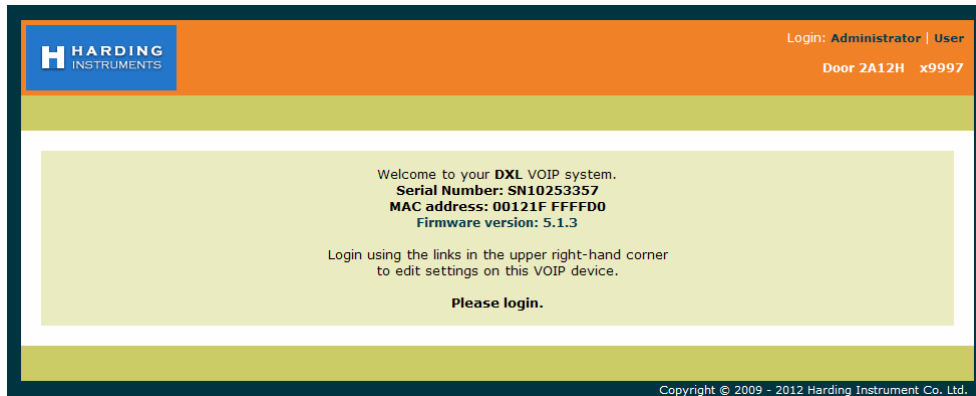 HARDING
INSTRUMENTS
Login: Administrator | User
Door 2A12H x9997
Welcome to your DXL VOIP system.
Serial Number: SN10253357
MAC address: 00121F FFFFD0
Firmware version: 5.1.3
Login using the links in the upper right-hand corner
to edit settings on this VOIP device.
Please login.
Copyright © 2009 - 2012 Harding Instrument Co. Ltd.